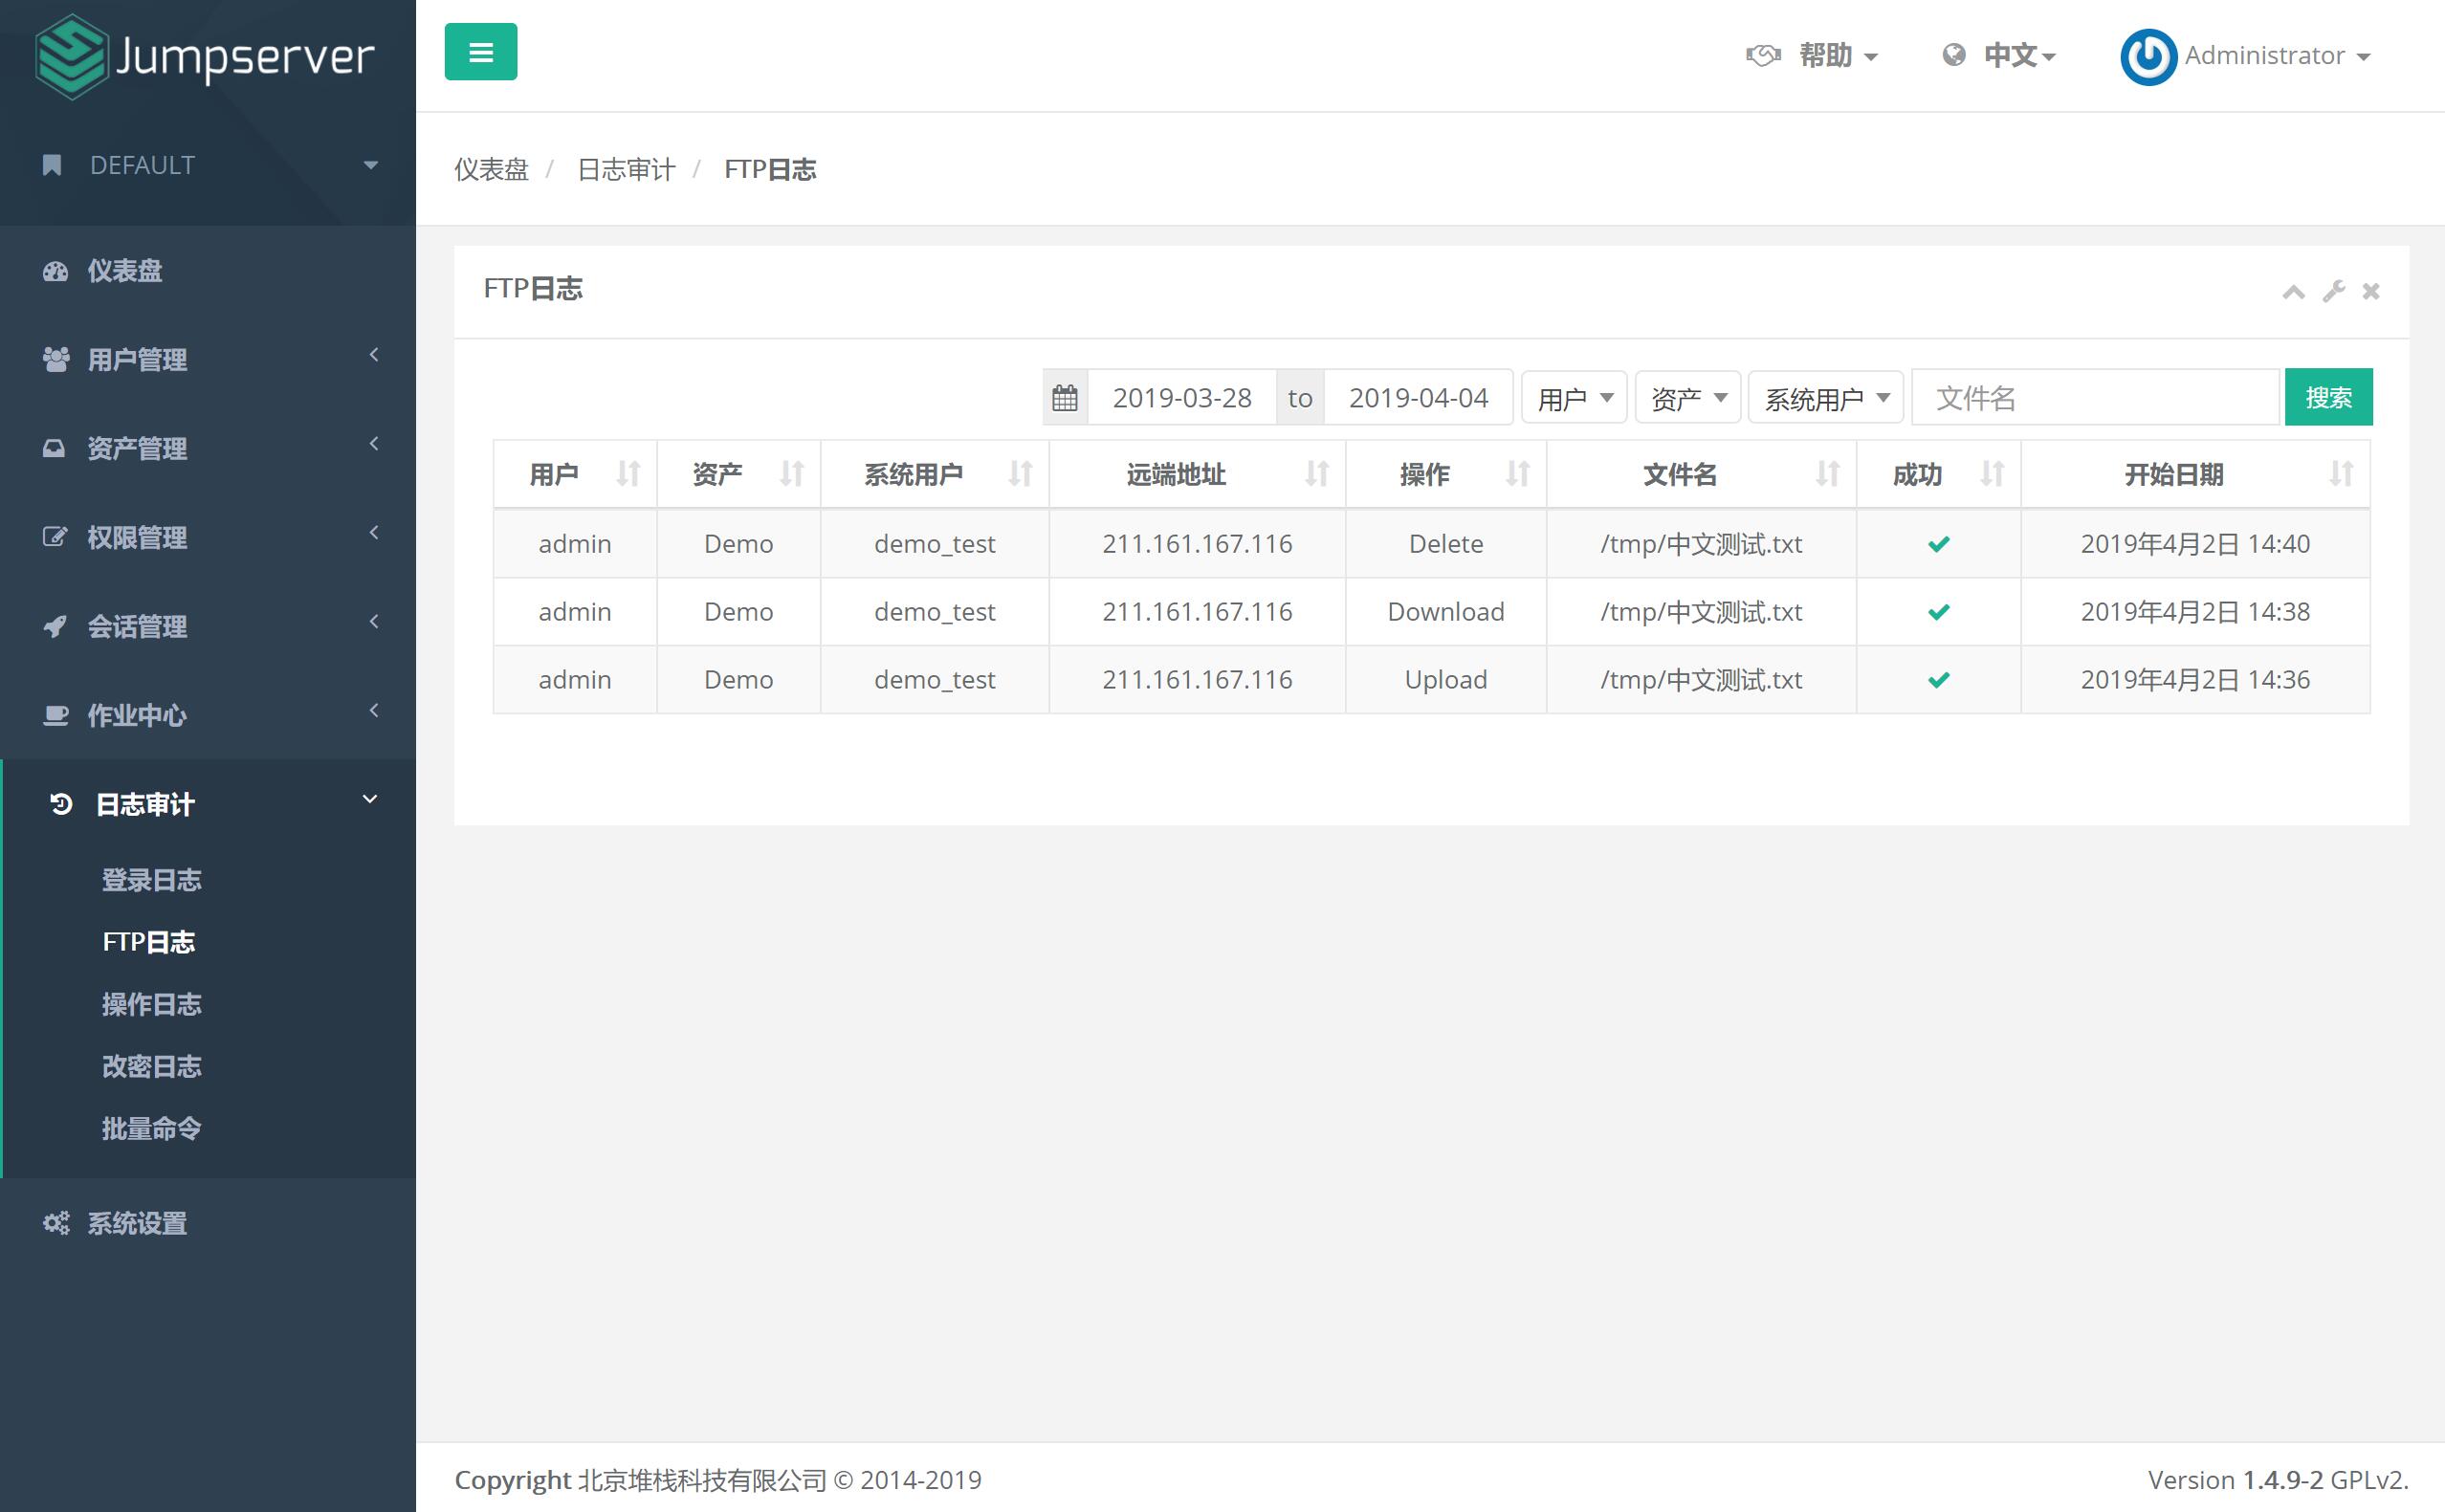 Jumpserver
DEFAULT
仪表盘
用户管理
资产管理
权限管理
会话管理
作业中心
日志审计
登录日志
FTP日志
操作日志
改密日志
批量命令
系统设置
帮助 中文 Administrator
仪表盘 / 日志审计 / FTP日志
FTP日志
2019-03-28 to 2019-04-04 用户 资产 系统用户 文件名 搜索
用户 资产 系统用户 远端地址 操作 文件名 成功 开始日期
admin Demo demo_test 211.161.167.116 Delete /tmp/中文测试.txt 2019年4月2日 14:40
admin Demo demo_test 211.161.167.116 Download /tmp/中文测试.txt 2019年4月2日 14:38
admin Demo demo_test 211.161.167.116 Upload /tmp/中文测试.txt 2019年4月2日 14:36
Copyright 北京堆栈科技有限公司 © 2014-2019
Version 1.4.9-2 GPLv2.